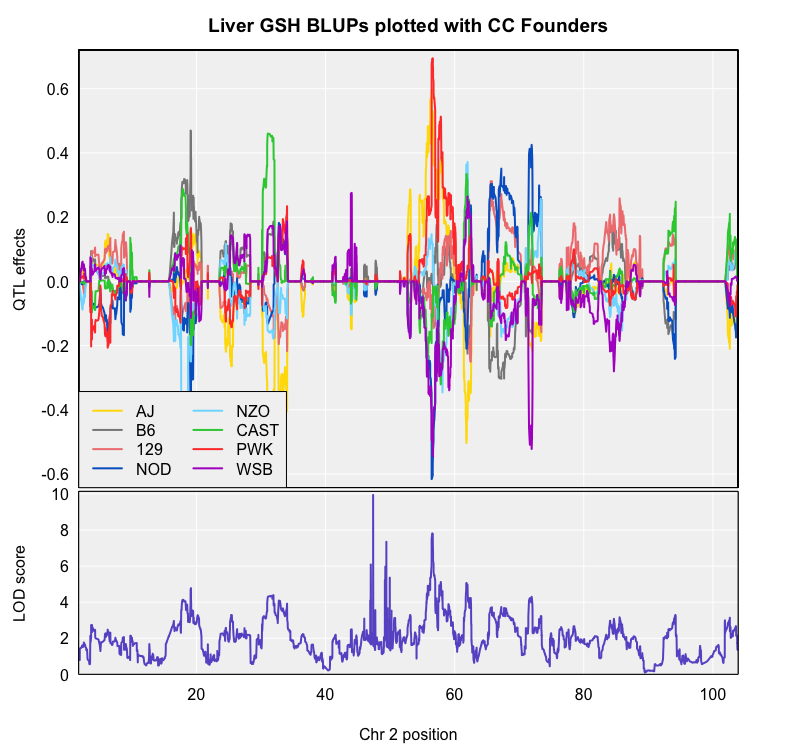 Liver GSH BLUPs plotted with CC Founders
QTL effects
0.6
0.4
0.2
0.0
-0.2
-0.4
-0.6
AJ NZO
B6 CAST
129 PWK
NOD WSB
LOD score
10
8
6
4
2
0
20 40 60 80 100
Chr 2 position